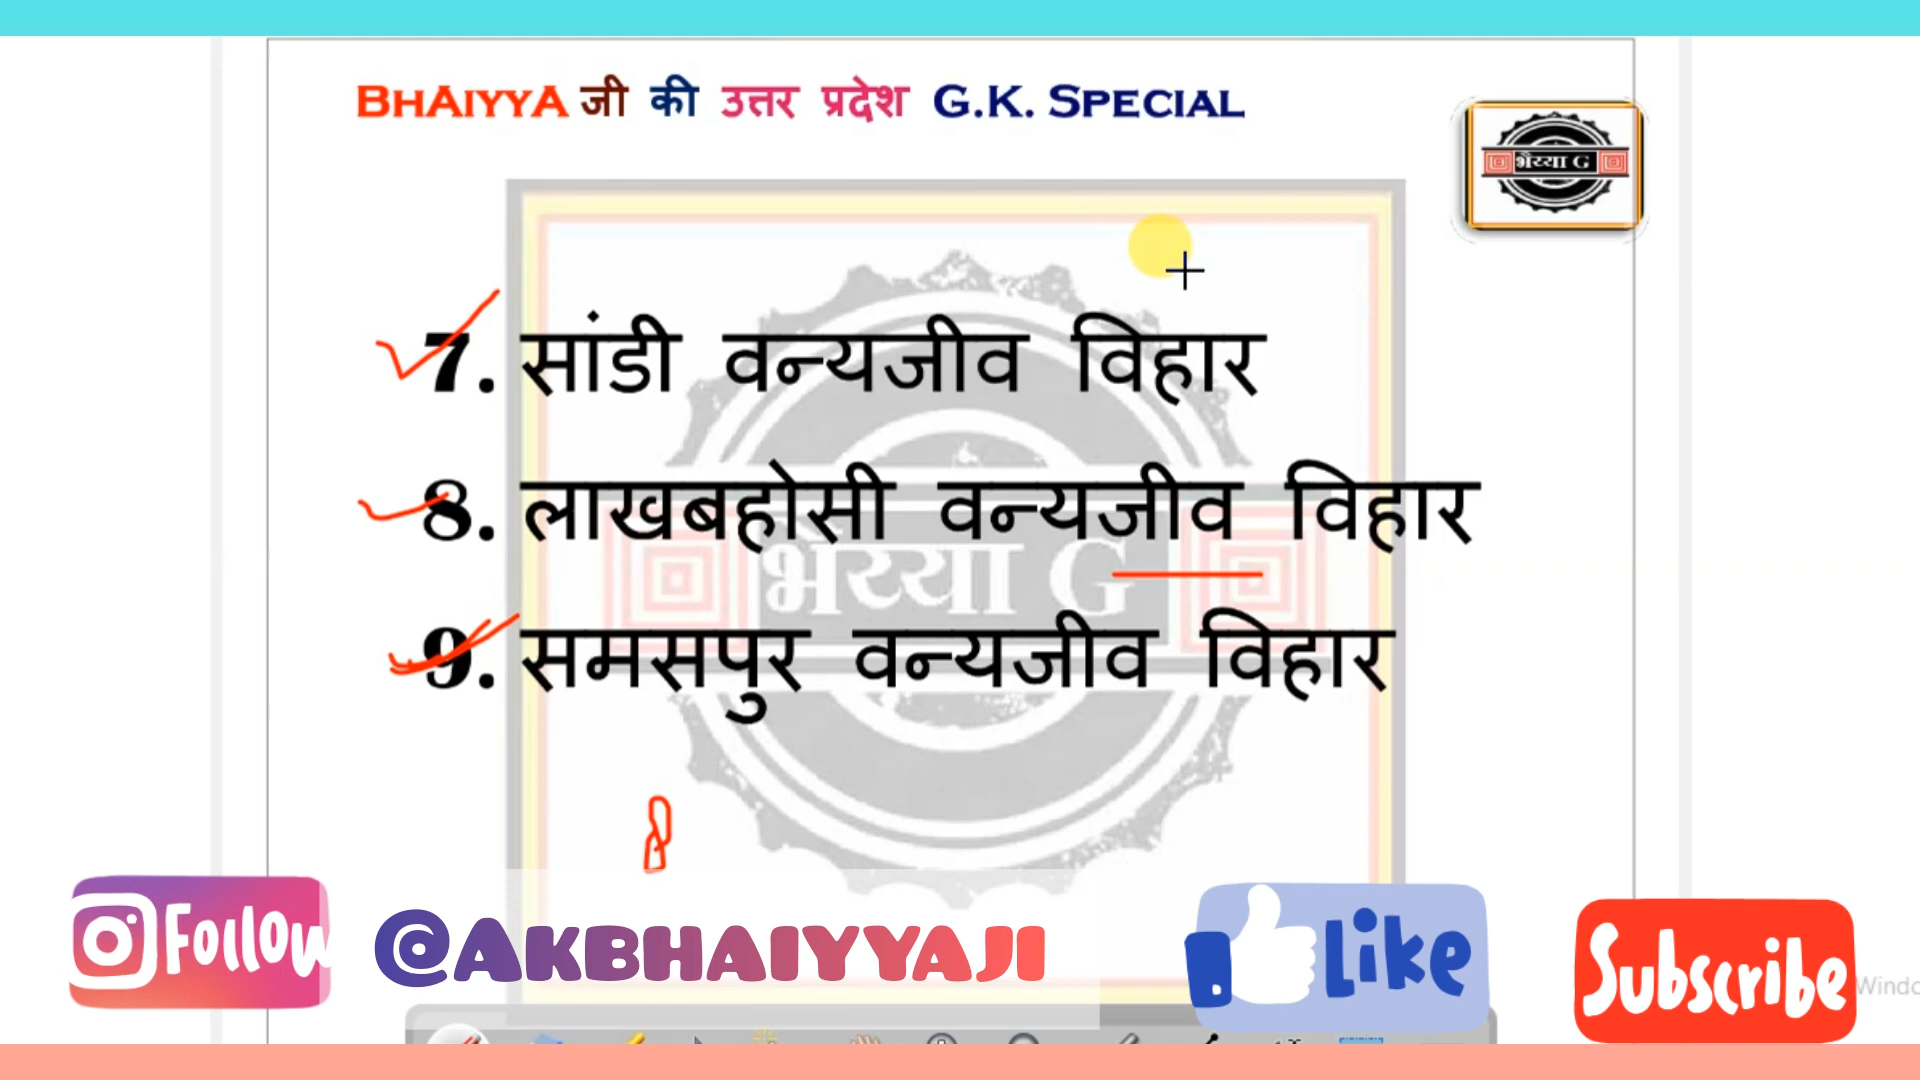 BHAIYYA जी की उत्तर प्रदेश G.K. SPECIAL
भैय्या G
7. सांडी वन्यजीव विहार
8. लाखबहोसी वन्यजीव विहार
भैय्या G
9. समसपुर वन्यजीव विहार
Follow
@AKBHAIYYAJI
Like
Subscribe